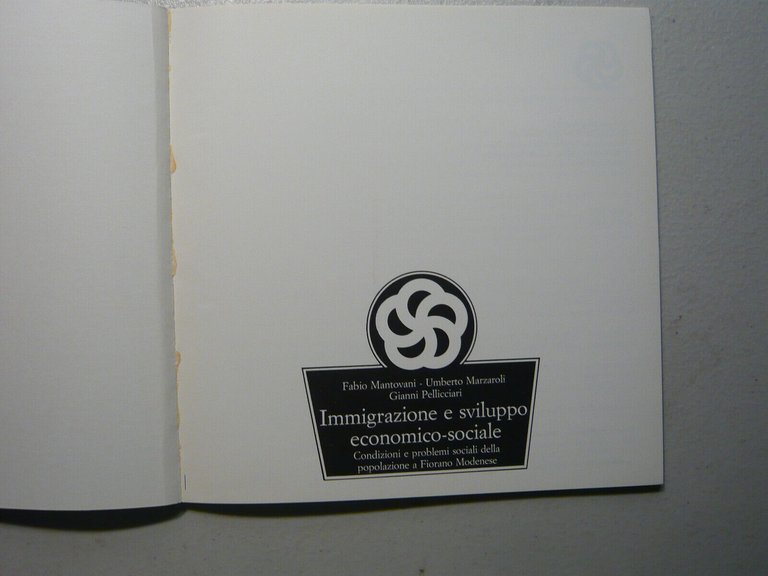 Fabio Mantovani · Umberto Marzaroli
Gianni Pellicciari
Immigrazione e sviluppo
economico-sociale
Condizioni e problemi sociali della
popolazione a Fiorano Modenese